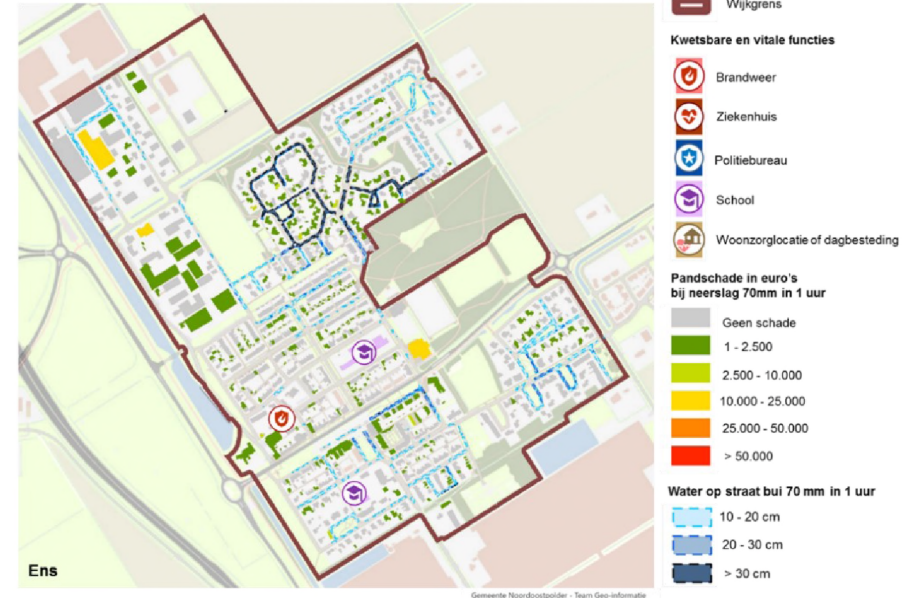 Wijkgrens
Kwetsbare en vitale functies
Brandweer
Ziekenhuis
Politiebureau
School
Woonzorglocatie of dagbesteding
Pandschade in euro's
bij neerslag 70mm in 1 uur
Geen schade
1 - 2.500
2.500 - 10.000
10.000 - 25.000
25.000 - 50.000
> 50.000
Water op straat bui 70 mm in 1 uur
10 - 20 cm
20 - 30 cm
> 30 cm
Ens
Gemeente Noordoostpolder - Team Geo-informatie